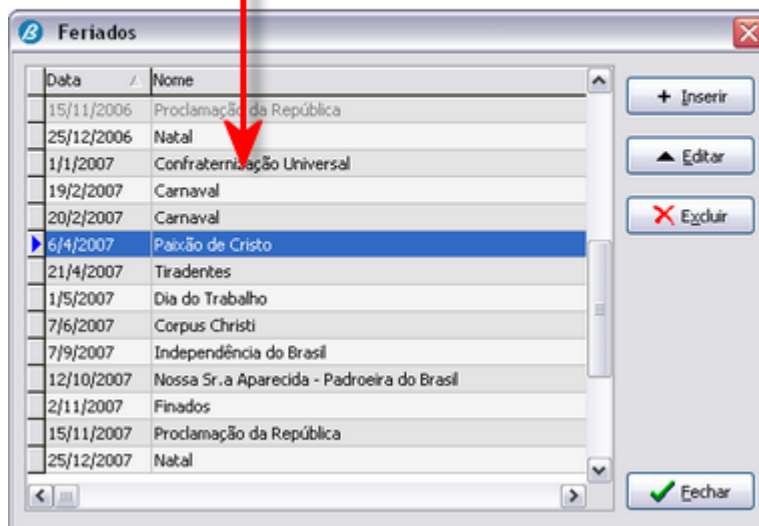 Feriados
Data Nome
15/11/2006 Proclamação da República
25/12/2006 Natal
1/1/2007 Confraternização Universal
19/2/2007 Carnaval
20/2/2007 Carnaval
6/4/2007 Paixão de Cristo
21/4/2007 Tiradentes
1/5/2007 Dia do Trabalho
7/6/2007 Corpus Christi
7/9/2007 Independência do Brasil
12/10/2007 Nossa Sr.a Aparecida - Padroeira do Brasil
2/11/2007 Finados
15/11/2007 Proclamação da República
25/12/2007 Natal
+ Inserir
Editar
Excluir
Fechar